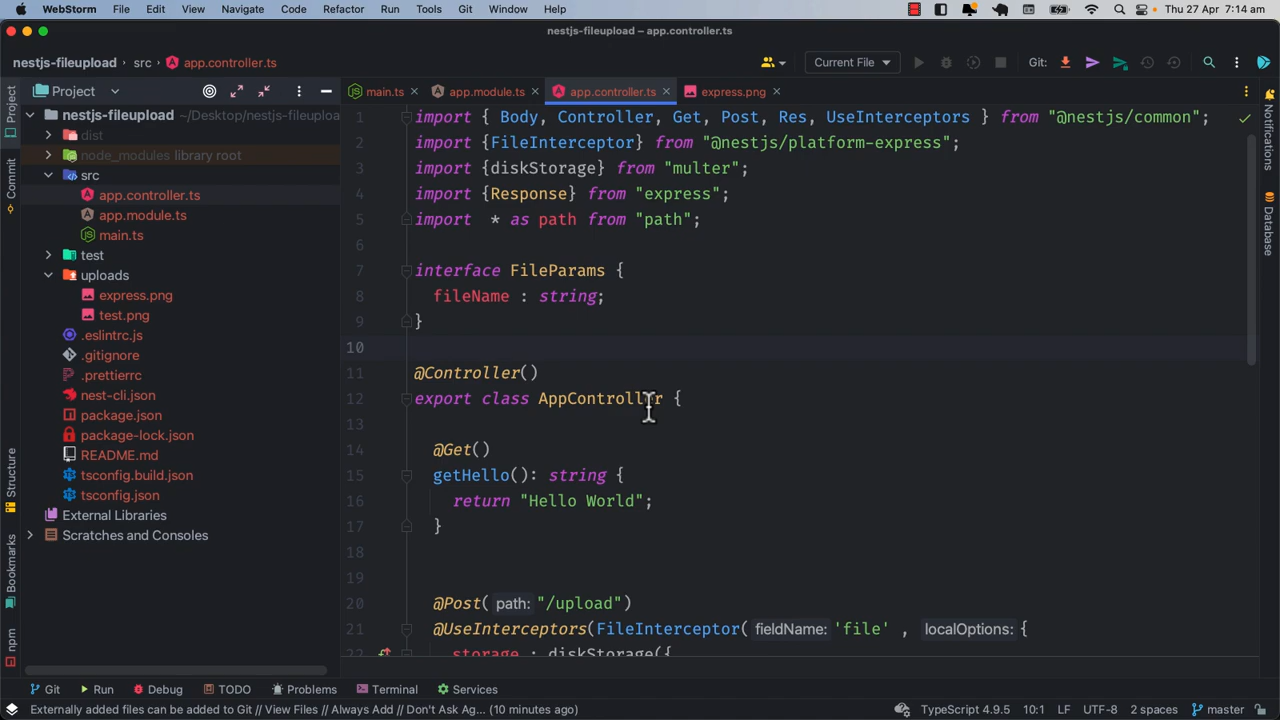 WebStorm File Edit View Navigate Code Refactor Run Tools Git Window Help Thu 27 Apr 7:14 am
nestjs-fileupload – app.controller.ts
nestjs-fileupload › src › app.controller.ts Current File Git:
Project
main.ts app.module.ts app.controller.ts express.png
nestjs-fileupload ~/Desktop/nestjs-fileupload
dist
node_modules library root
src
app.controller.ts
app.module.ts
main.ts
test
uploads
express.png
test.png
.eslintrc.js
.gitignore
.prettierrc
nest-cli.json
package.json
package-lock.json
README.md
tsconfig.build.json
tsconfig.json
External Libraries
Scratches and Consoles
Project
Commit
Structure
Bookmarks
npm
1 import { Body, Controller, Get, Post, Res, UseInterceptors } from "@nestjs/common";
2 import {FileInterceptor} from "@nestjs/platform-express";
3 import {diskStorage} from "multer";
4 import {Response} from "express";
5 import * as path from "path";
6
7 interface FileParams {
8 fileName : string;
9 }
10
11 @Controller()
12 export class AppController {
13
14 @Get()
15 getHello(): string {
16 return "Hello World";
17 }
18
19
20 @Post( path: "/upload")
21 @UseInterceptors(FileInterceptor( fieldName: 'file' , localOptions: {
22 storage : diskStorage({
Notifications
Database
Git Run Debug TODO Problems Terminal Services
Externally added files can be added to Git // View Files // Always Add // Don't Ask Ag... (10 minutes ago) TypeScript 4.9.5 10:1 LF UTF-8 2 spaces master